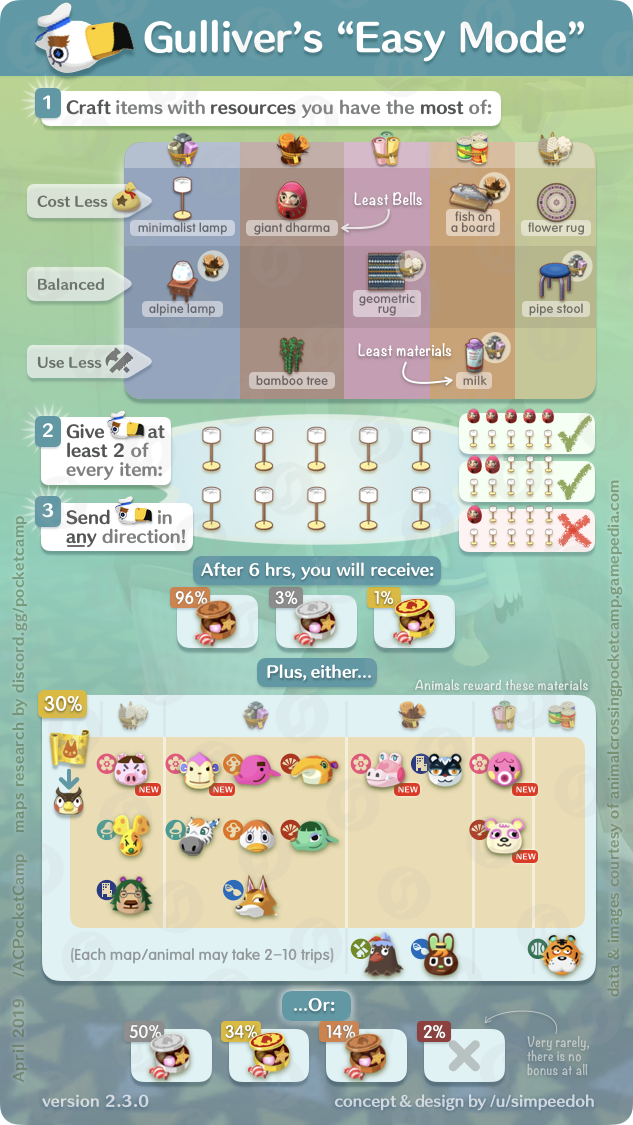 Gulliver's “Easy Mode”
1
Craft items with resources you have the most of:
Cost Less
minimalist lamp
giant dharma
Least Bells
fish on
a board
flower rug
Balanced
alpine lamp
geometric
rug
pipe stool
Use Less
bamboo tree
Least materials
milk
2
Give at
least 2 of
every item:
3
Send in
any direction!
After 6 hrs, you will receive:
96%
3%
1%
Plus, either...
Animals reward these materials
30%
NEW
NEW
NEW
NEW
NEW
(Each map/animal may take 2–10 trips)
...Or:
50%
34%
14%
2%
Very rarely,
there is no
bonus at all
version 2.3.0
concept & design by /u/simpeedoh
April 2019 /ACPocketCamp maps research by discord.gg/pocketcamp
data & images courtesy of animalcrossingpocketcamp.gamepedia.com